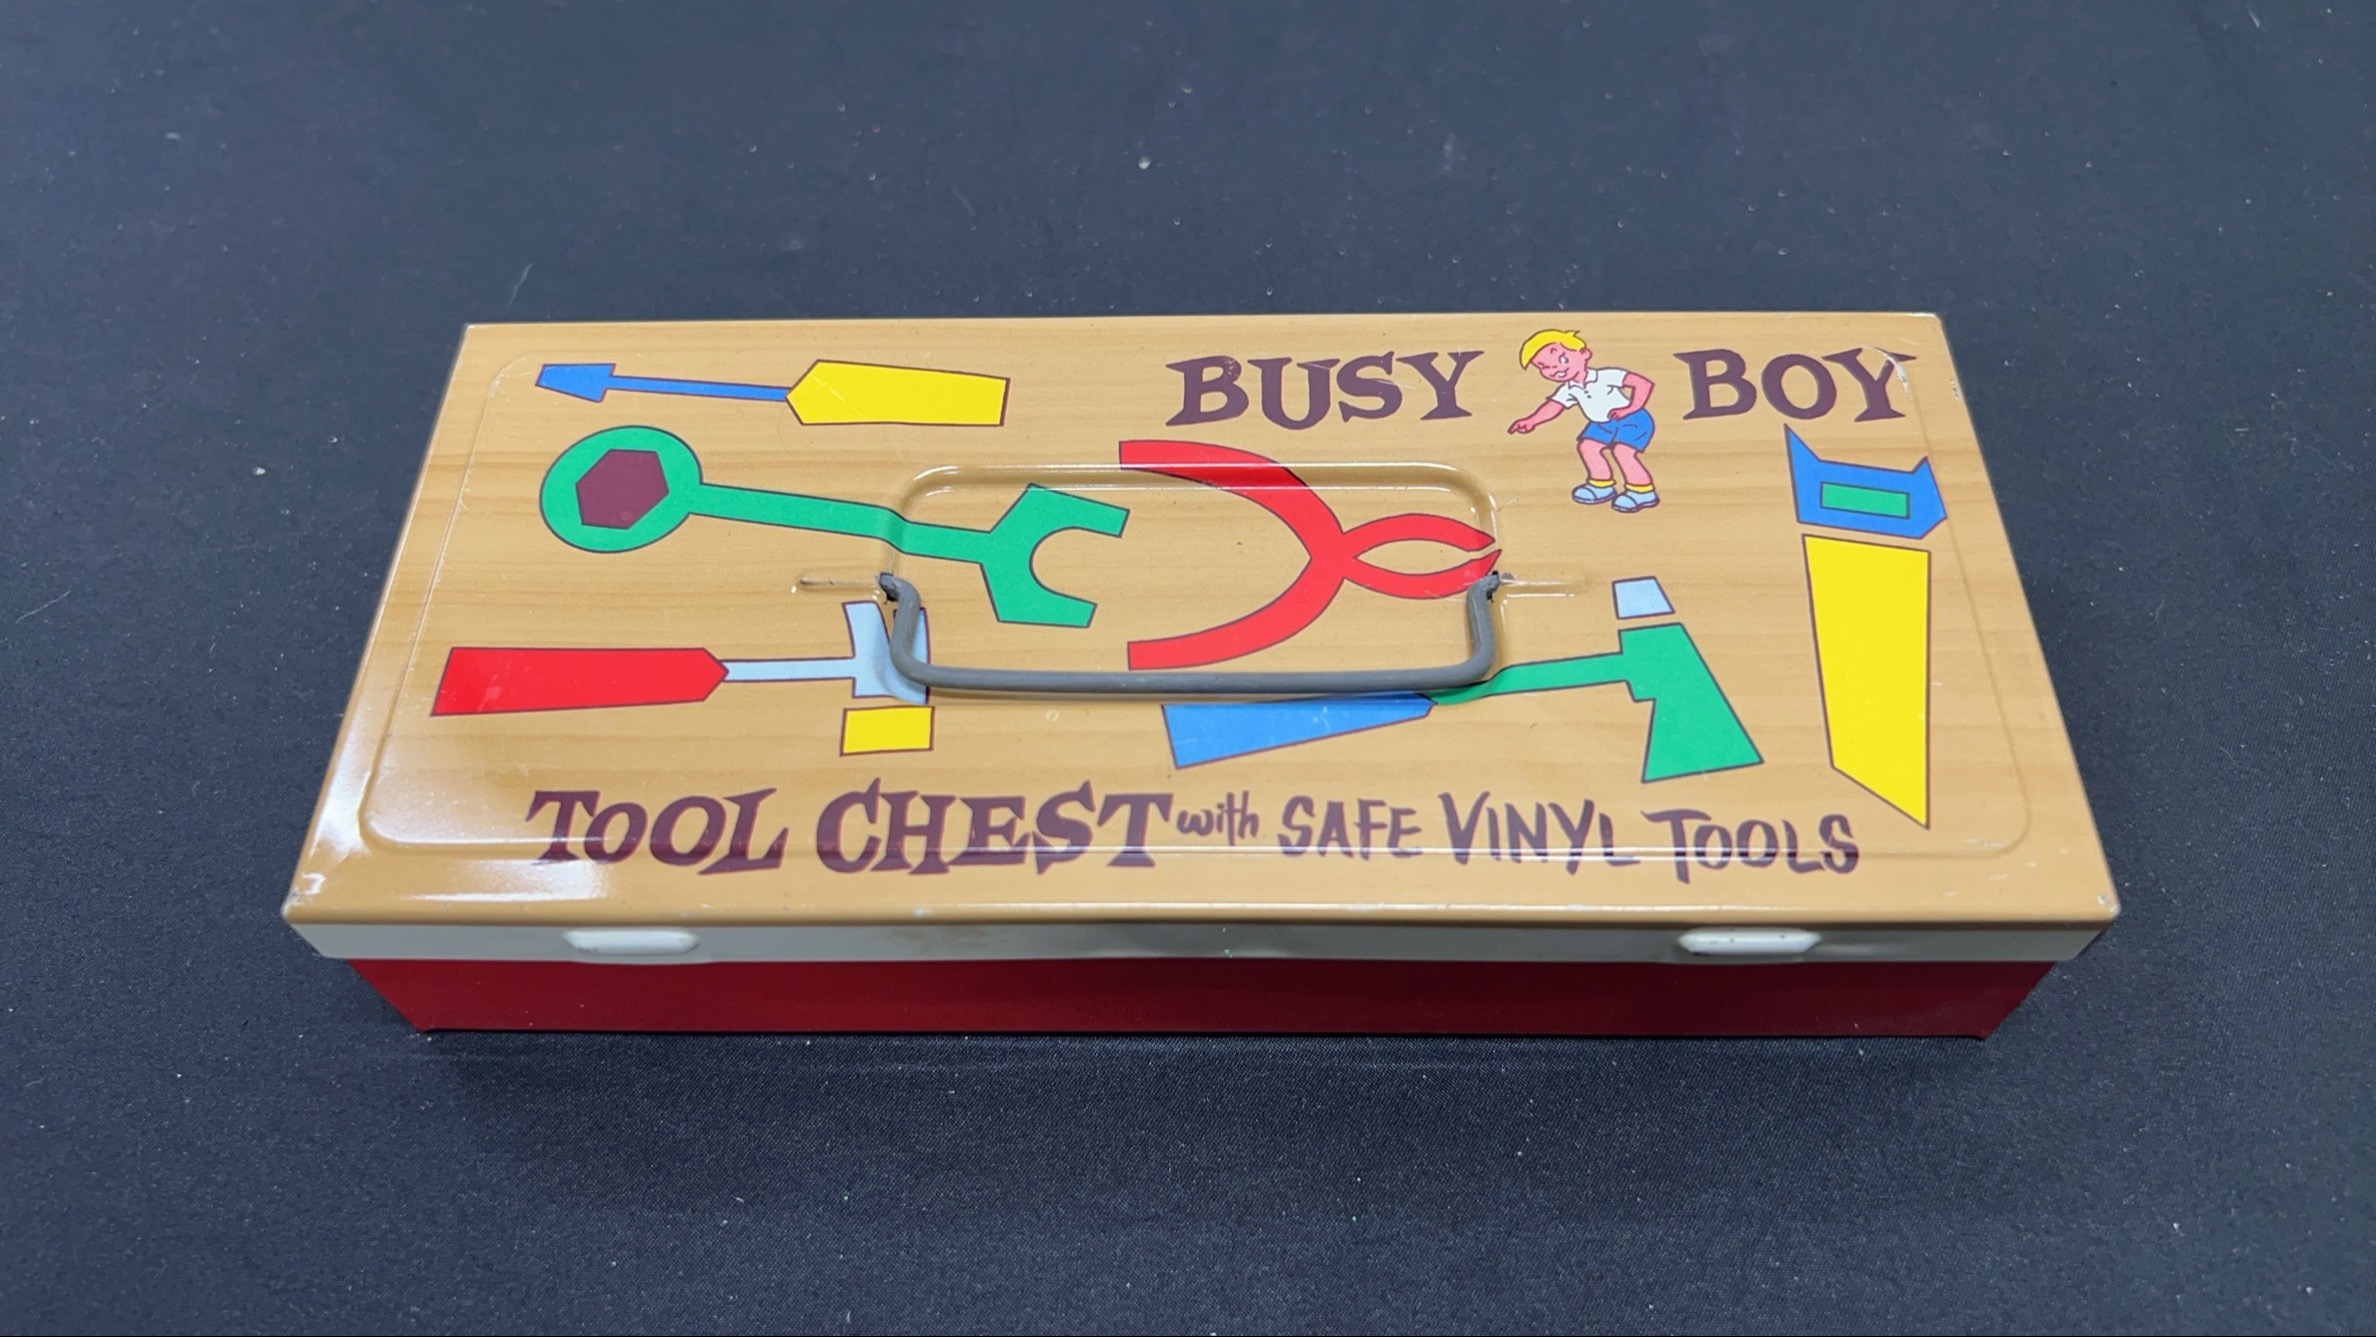 BUSY BOY
TOOL CHEST with SAFE VINYL TOOLS